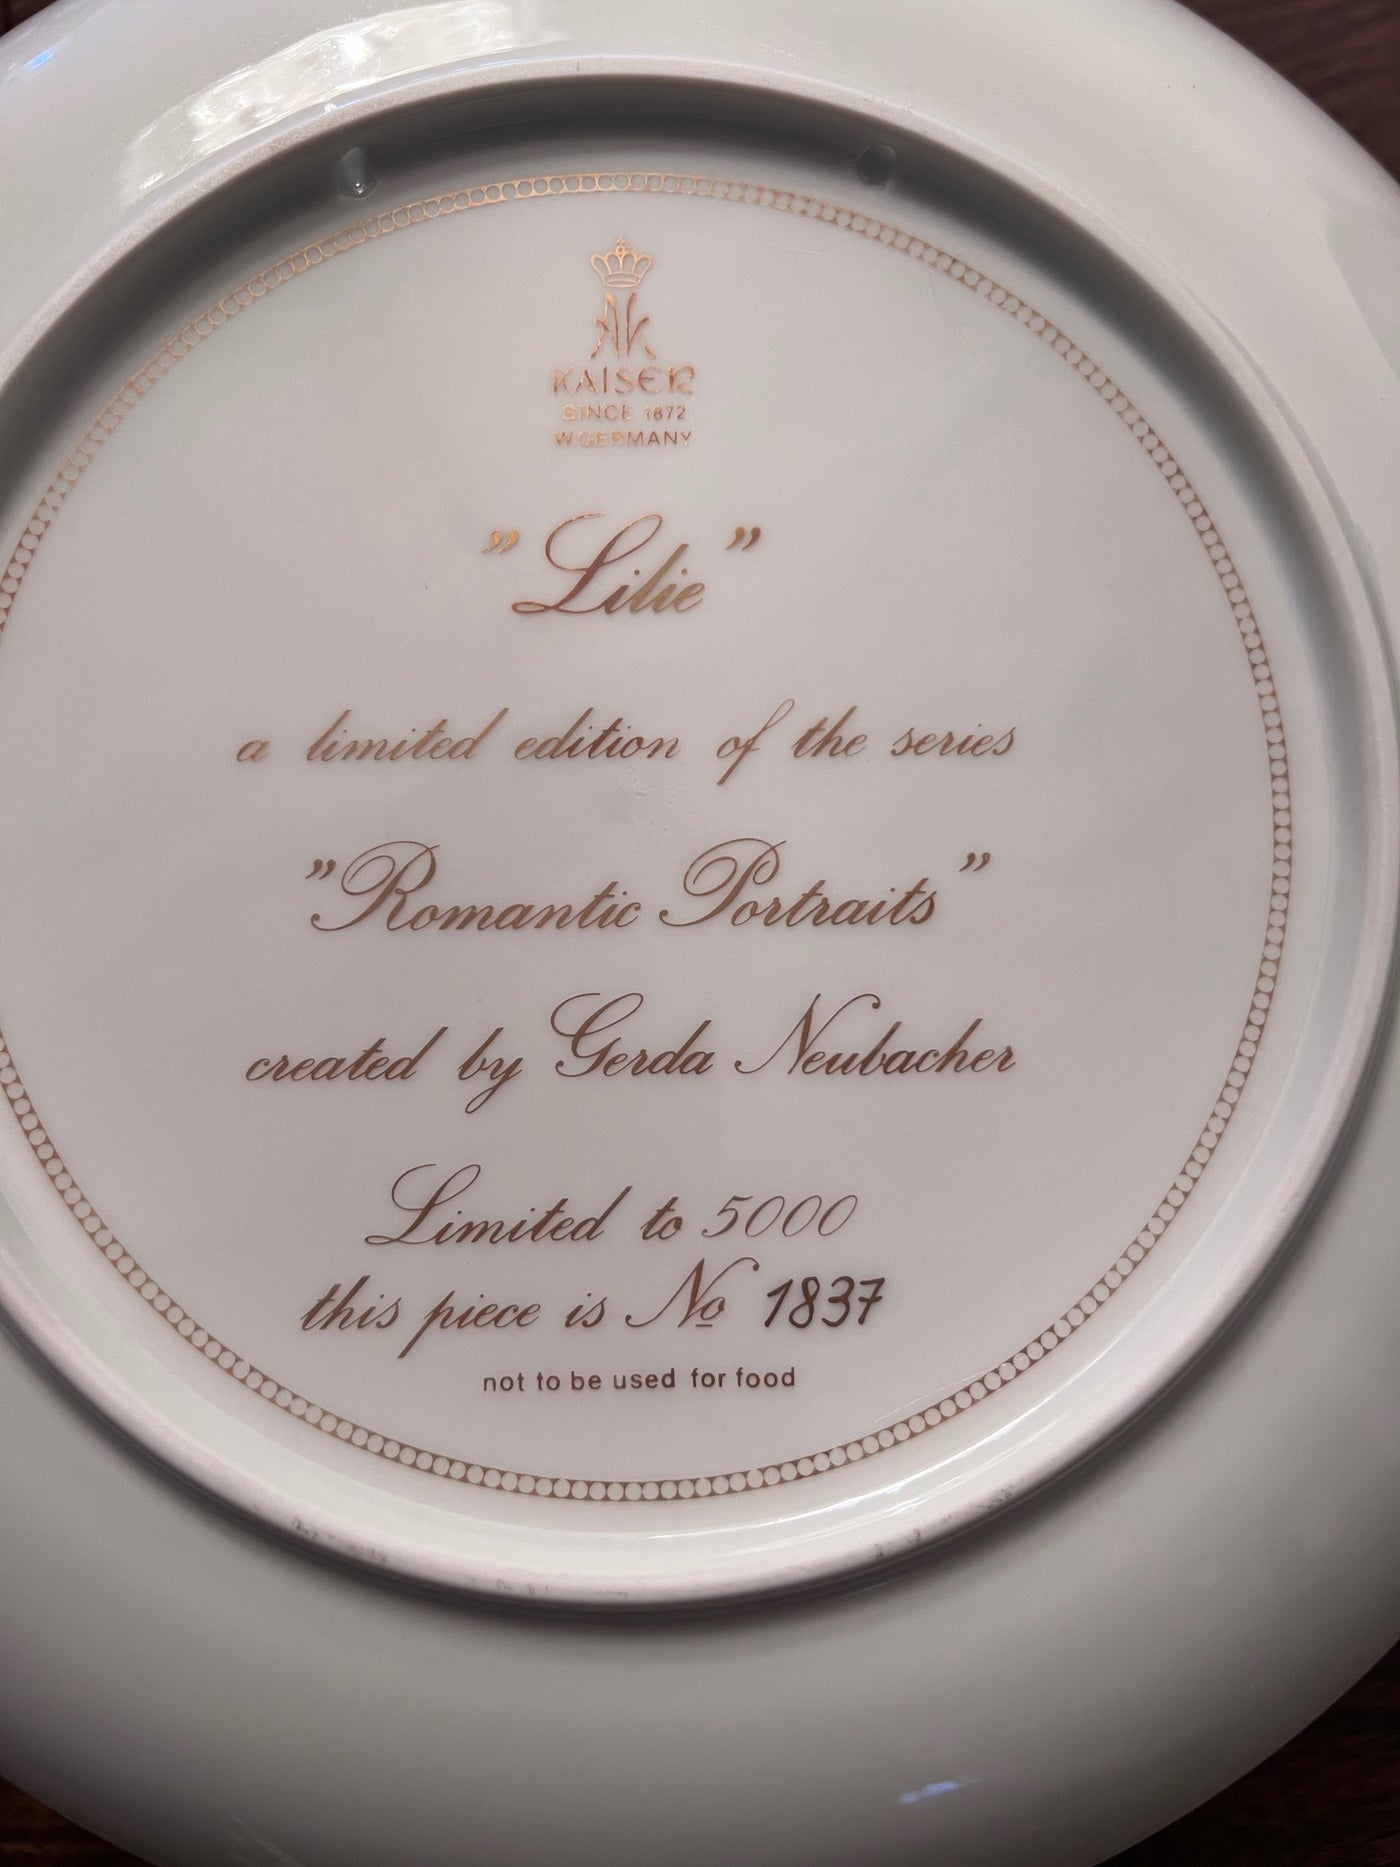 AK
KAISER
SINCE 1872
W.GERMANY
"Lilie"
a limited edition of the series
"Romantic Portraits"
created by Gerda Neubacher
Limited to 5000
this piece is No 1837
not to be used for food